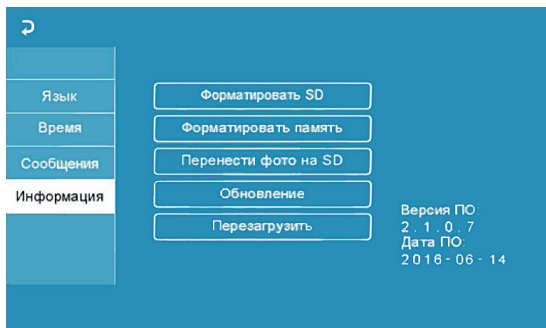 Язык
Время
Сообщения
Информация
Форматировать SD
Форматировать память
Перенести фото на SD
Обновление
Перезагрузить
Версия ПО:
2.1.0.7
Дата ПО:
2016-06-14